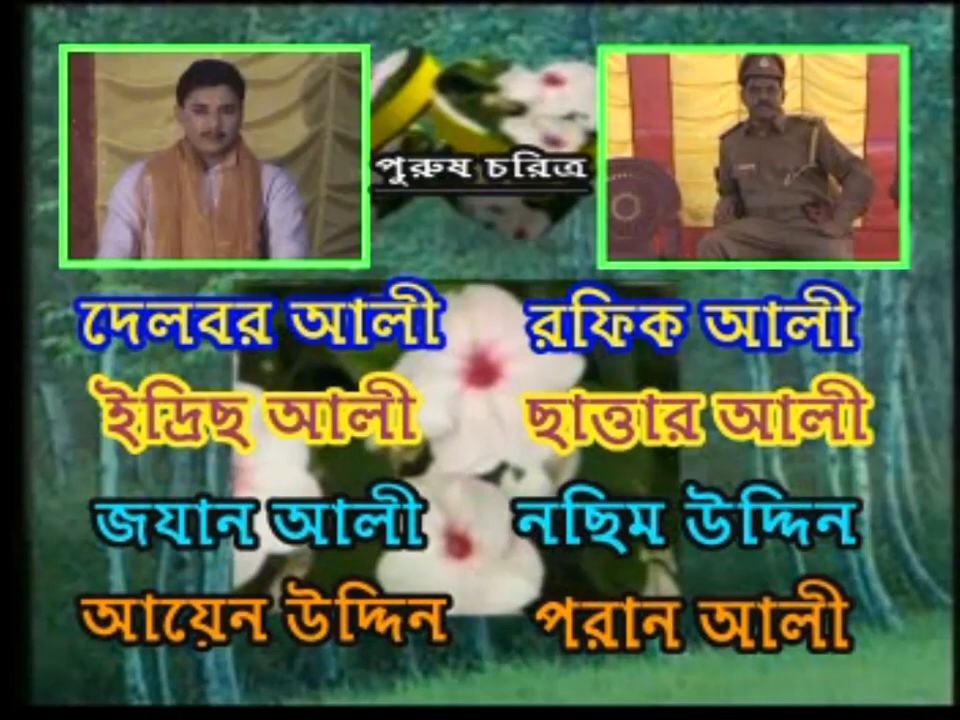 পুরুষ চরিত্র
দেলবর আলী রফিক আলী
ইদ্রিছ আলী ছাত্তার আলী
জযান আলী নছিম উদ্দিন
আয়েন উদ্দিন পরান আলী